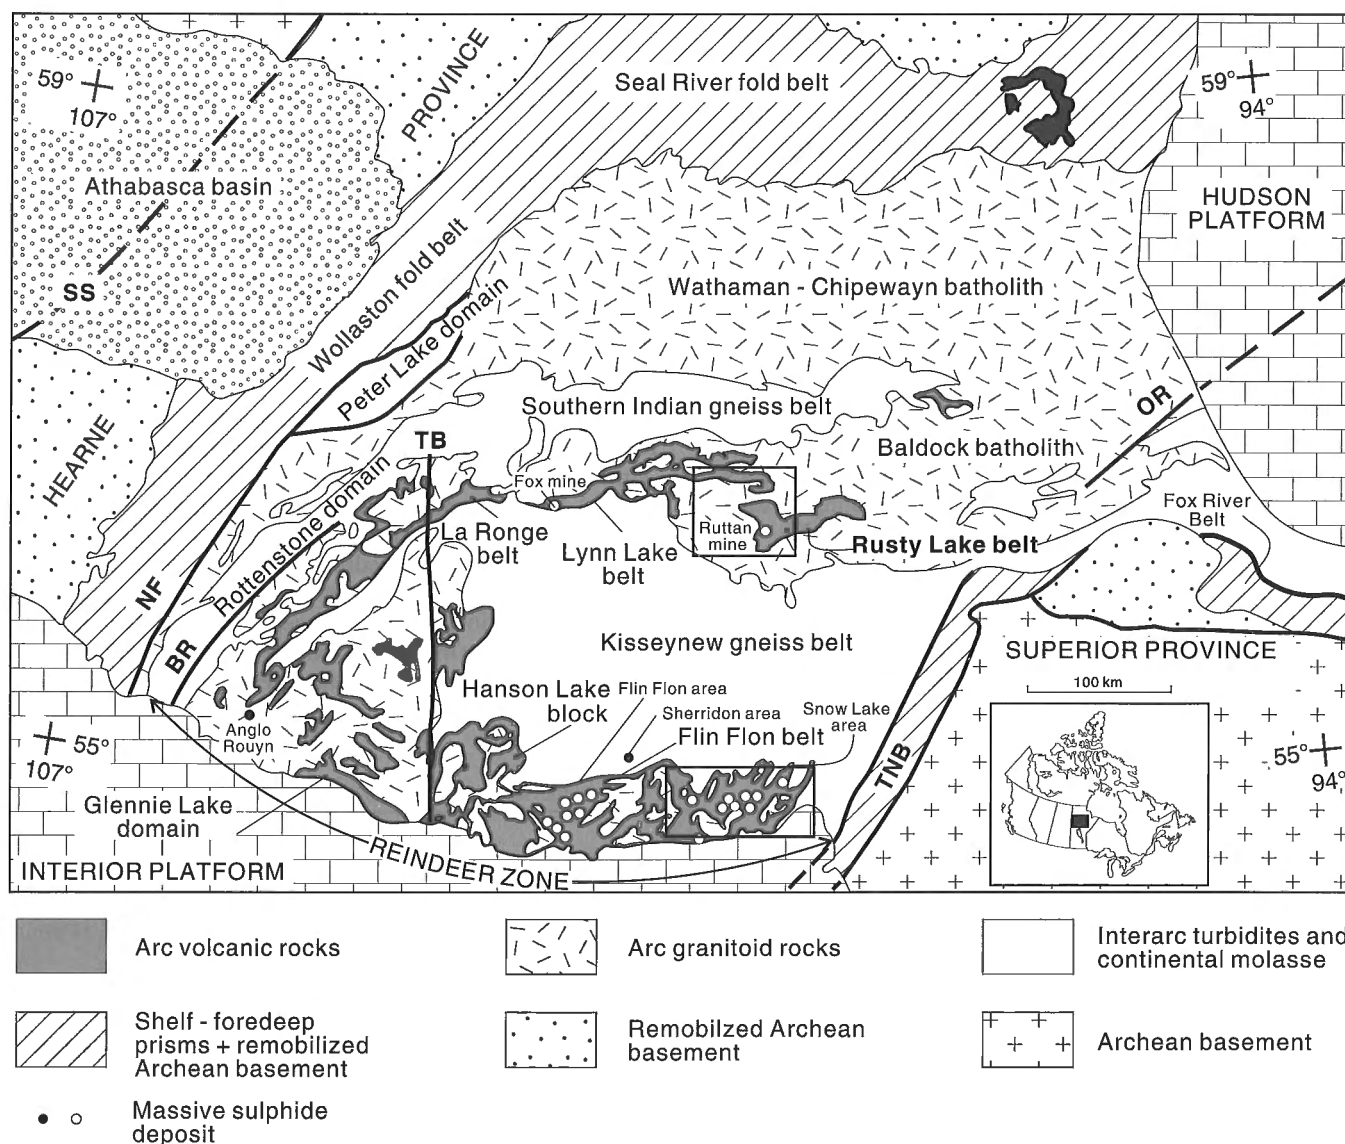 59°
107°
PROVINCE
Seal River fold belt
59°
94°
Athabasca basin
HUDSON
PLATFORM
SS
Wollaston fold belt
Wathaman - Chipewayn batholith
Peter Lake domain
HEARNE
Southern Indian gneiss belt
OR
TB
Baldock batholith
Rottenstone domain
Fox mine
La Ronge
belt
Lynn Lake
belt
Ruttan
mine
Rusty Lake belt
Fox River
Belt
NF
BR
Kisseynew gneiss belt
SUPERIOR PROVINCE
100 km
Hanson Lake
block
Flin Flon area
Sherridon area
Snow Lake
area
Flin Flon belt
Anglo
Rouyn
55°
107°
TNB
55°
94°
Glennie Lake
domain
REINDEER ZONE
INTERIOR PLATFORM
Arc volcanic rocks
Arc granitoid rocks
Interarc turbidites and
continental molasse
Shelf - foredeep
prisms + remobilized
Archean basement
Remobilzed Archean
basement
Archean basement
Massive sulphide
deposit